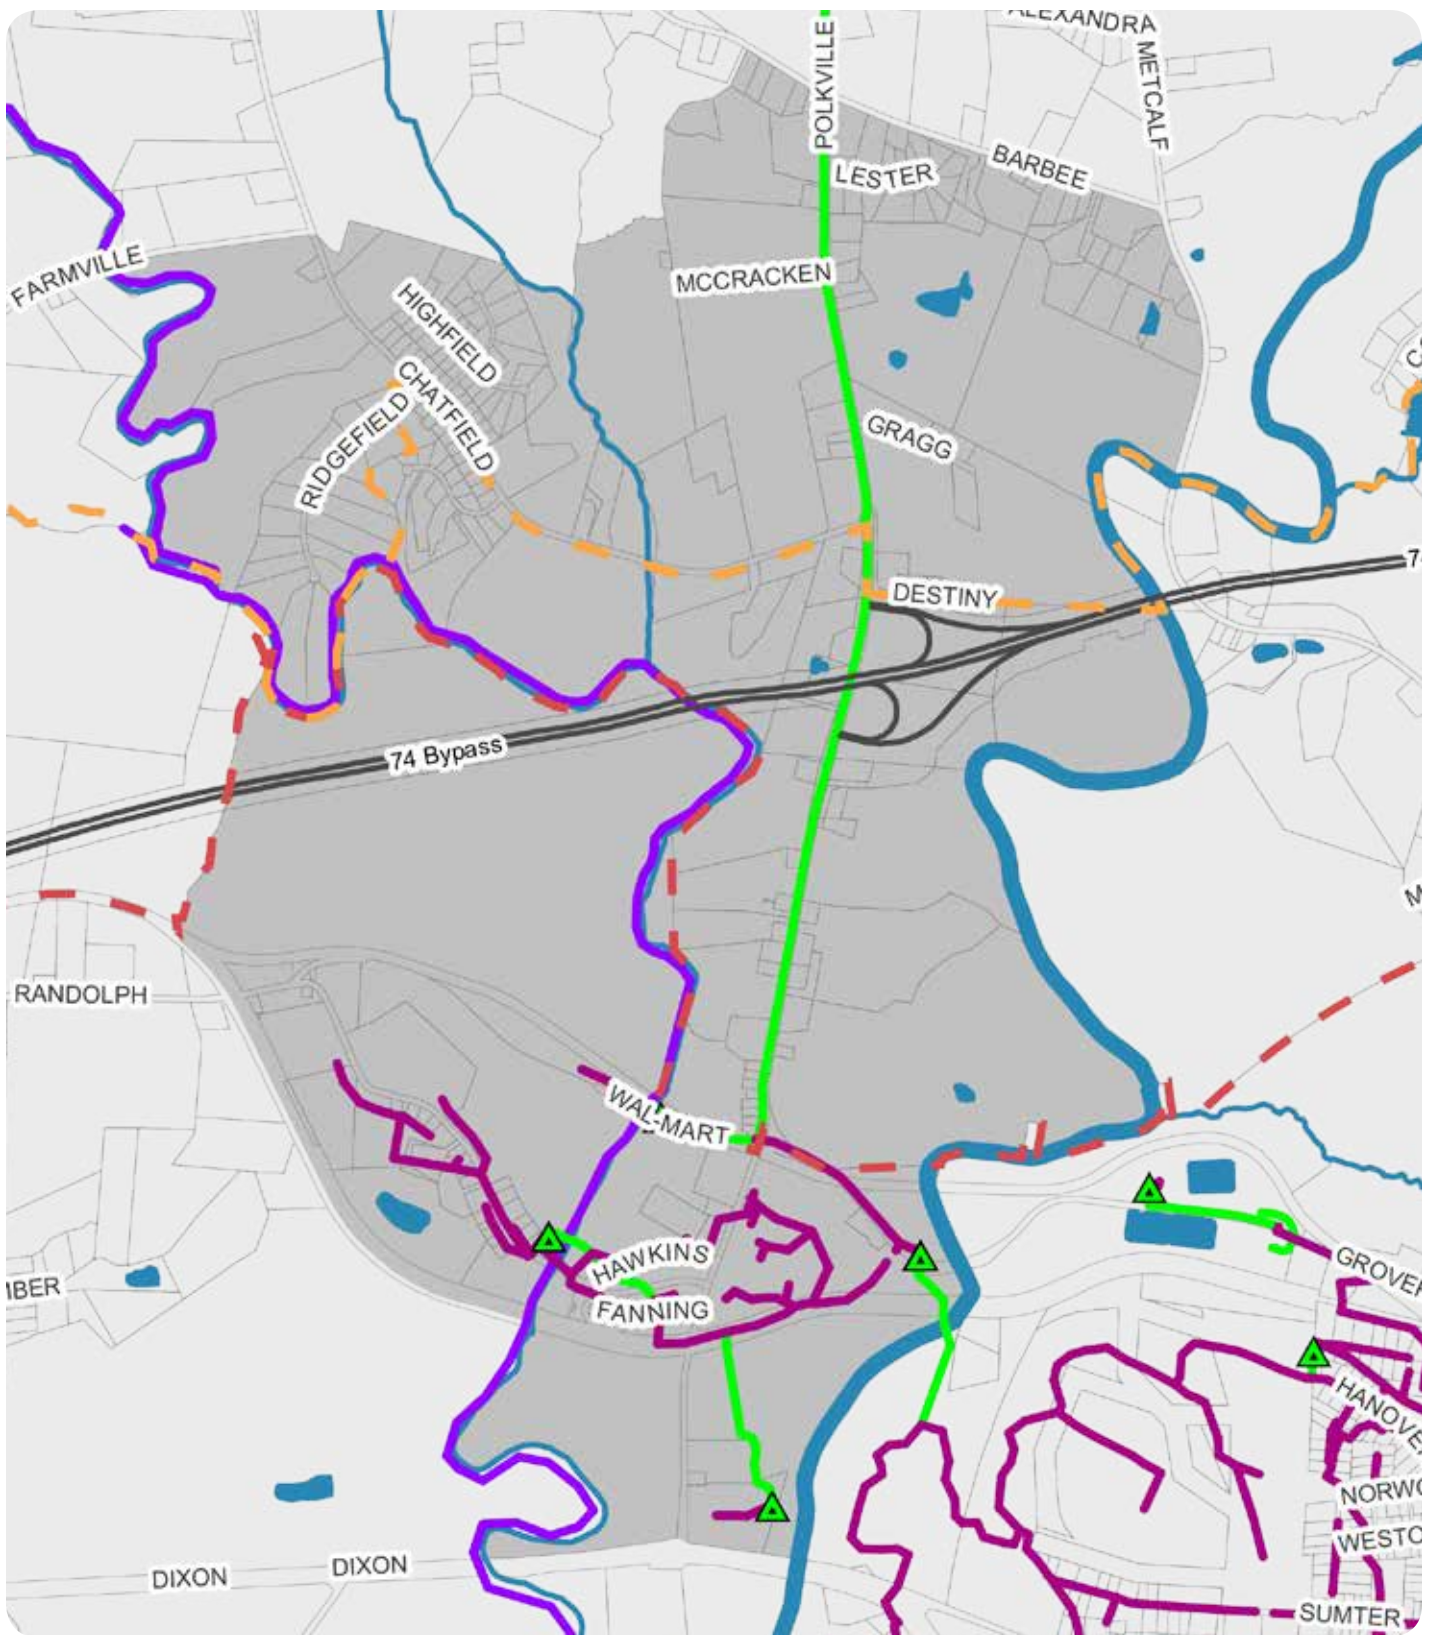 ALEXANDRA
METCALF
POLKVILLE
BARBEE
LESTER
FARMVILLE
MCCRACKEN
HIGHFIELD
CHATFIELD
RIDGEFIELD
GRAGG
DESTINY
74 Bypass
RANDOLPH
WAL-MART
HAWKINS
FANNING
DIXON
DIXON
SUMTER